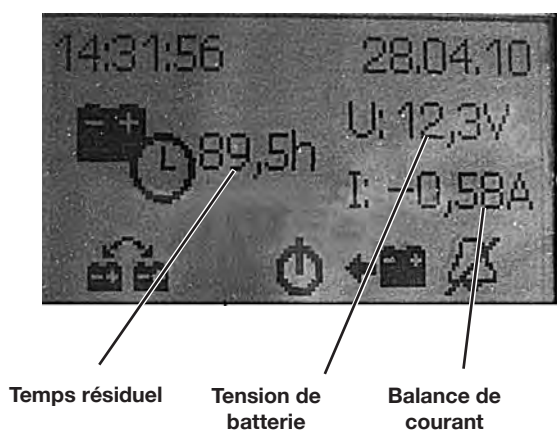 14:31:56 28.04.10
U: 12,3V
89,5h
I: -0,58A
Temps résiduel
Tension de
batterie
Balance de
courant